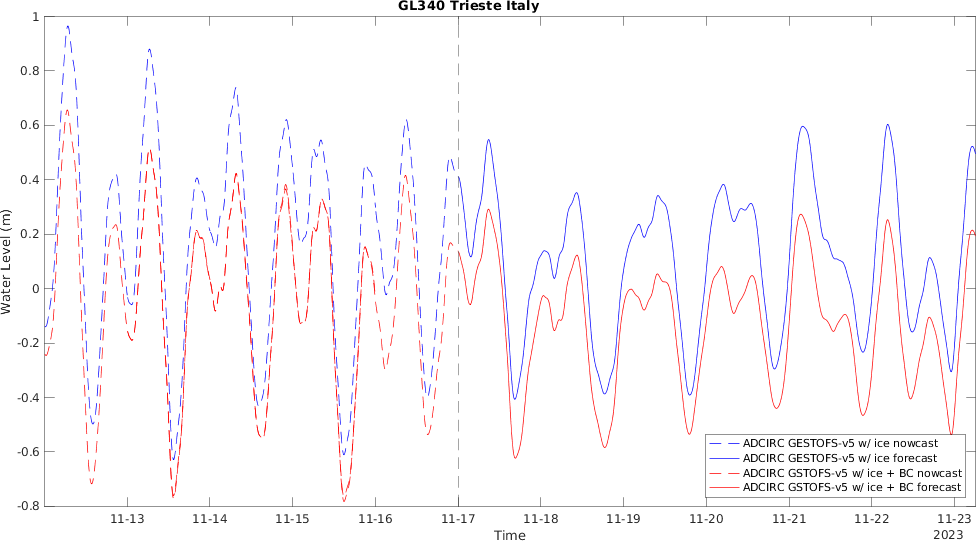 GL340 Trieste Italy
Water Level (m)
1
0.8
0.6
0.4
0.2
0
-0.2
-0.4
-0.6
-0.8
ADCIRC GESTOFS-v5 w/ ice nowcast
ADCIRC GESTOFS-v5 w/ ice forecast
ADCIRC GSTOFS-v5 w/ ice + BC nowcast
ADCIRC GSTOFS-v5 w/ ice + BC forecast
11-13 11-14 11-15 11-16 11-17 11-18 11-19 11-20 11-21 11-22 11-23
Time
2023